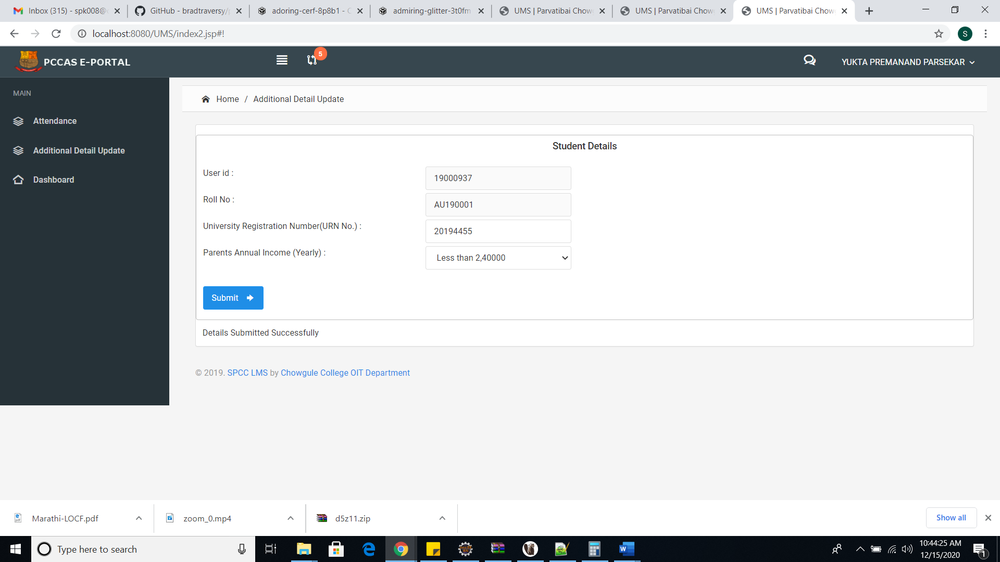 Inbox (315) - spk008@
GitHub - bradtraversy/
adoring-cerf-8p8b1 - C
admiring-glitter-3t0fm
UMS | Parvatibai Chow
UMS | Parvatibai Chow
UMS | Parvatibai Chow
localhost:8080/UMS/index2.jsp#!
S
PCCAS E-PORTAL
5
YUKTA PREMANAND PARSEKAR
MAIN
Home / Additional Detail Update
Attendance
Additional Detail Update
Dashboard
Student Details
User id :
19000937
Roll No :
AU190001
University Registration Number(URN No.) :
20194455
Parents Annual Income (Yearly) :
Less than 2,40000
Submit
Details Submitted Successfully
© 2019. SPCC LMS by Chowgule College OIT Department
Marathi-LOCF.pdf
zoom_0.mp4
d5z11.zip
Show all
Type here to search
10:44:25 AM
12/15/2020
1